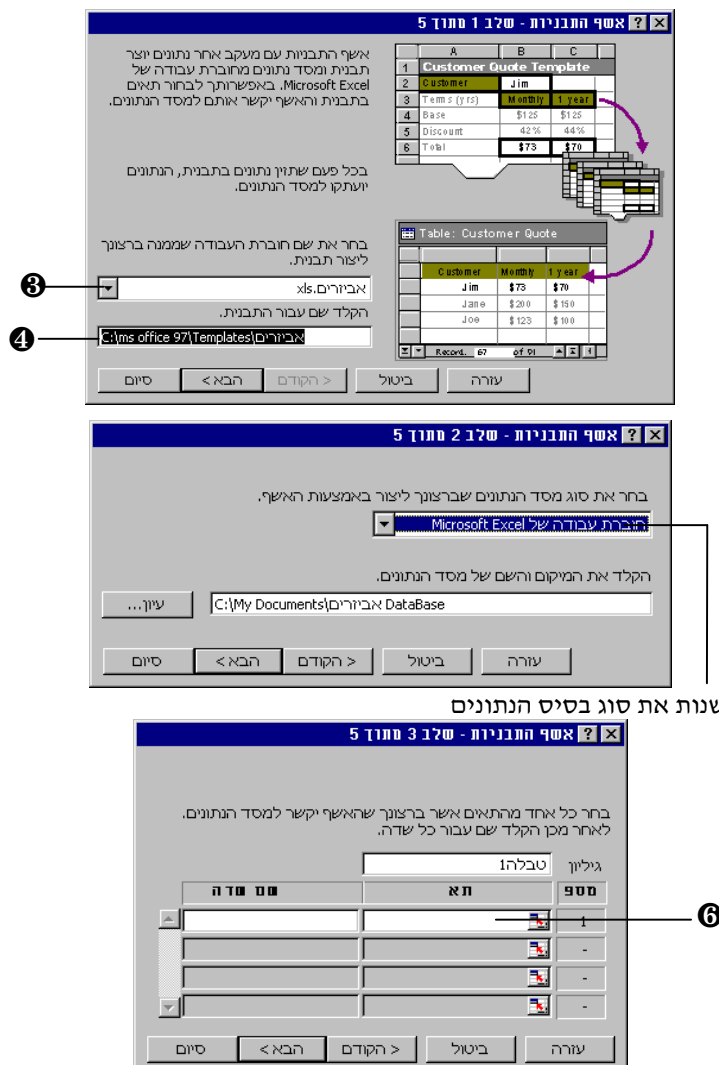 אשף התבניות - שלב 1 מתוך 5
אשף התבניות עם מעקב אחר נתונים יוצר
תבנית ומסד נתונים מחוברת עבודה של
Microsoft Excel. באפשרותך לבחור תאים
בתבנית והאשף יקשר אותם למסד הנתונים.
בכל פעם שתזין נתונים בתבנית, הנתונים
יועתקו למסד הנתונים.
A B C
1 Customer Quote Template
2 Customer Jim
3 Terms (yrs) Monthly 1 year
4 Base $125 $125
5 Discount 42% 44%
6 Total $73 $70
Table: Customer Quote
Customer Monthly 1 year
Jim $73 $70
Jane $200 $150
Joe $123 $100
Record. 67 of 91
בחר את שם חוברת העבודה שממנה ברצונך
ליצור תבנית.
❸ אביזרים.xls
הקלד שם עבור התבנית.
❹ C:\ms office 97\Templates\אביזרים
עזרה ביטול < הקודם הבא > סיום
אשף התבניות - שלב 2 מתוך 5
בחר את סוג מסד הנתונים שברצונך ליצור באמצעות האשף.
חוברת עבודה של Microsoft Excel
הקלד את המיקום והשם של מסד הנתונים.
C:\My Documents\אביזרים DataBase
עיון...
עזרה ביטול < הקודם הבא > סיום
שנות את סוג בסיס הנתונים
אשף התבניות - שלב 3 מתוך 5
בחר כל אחד מהתאים אשר ברצונך שהאשף יקשר למסד הנתונים.
לאחר מכן הקלד שם עבור כל שדה.
גיליון טבלה1
מספ תא שם שדה
1 ❻
-
-
-
עזרה ביטול < הקודם הבא > סיום